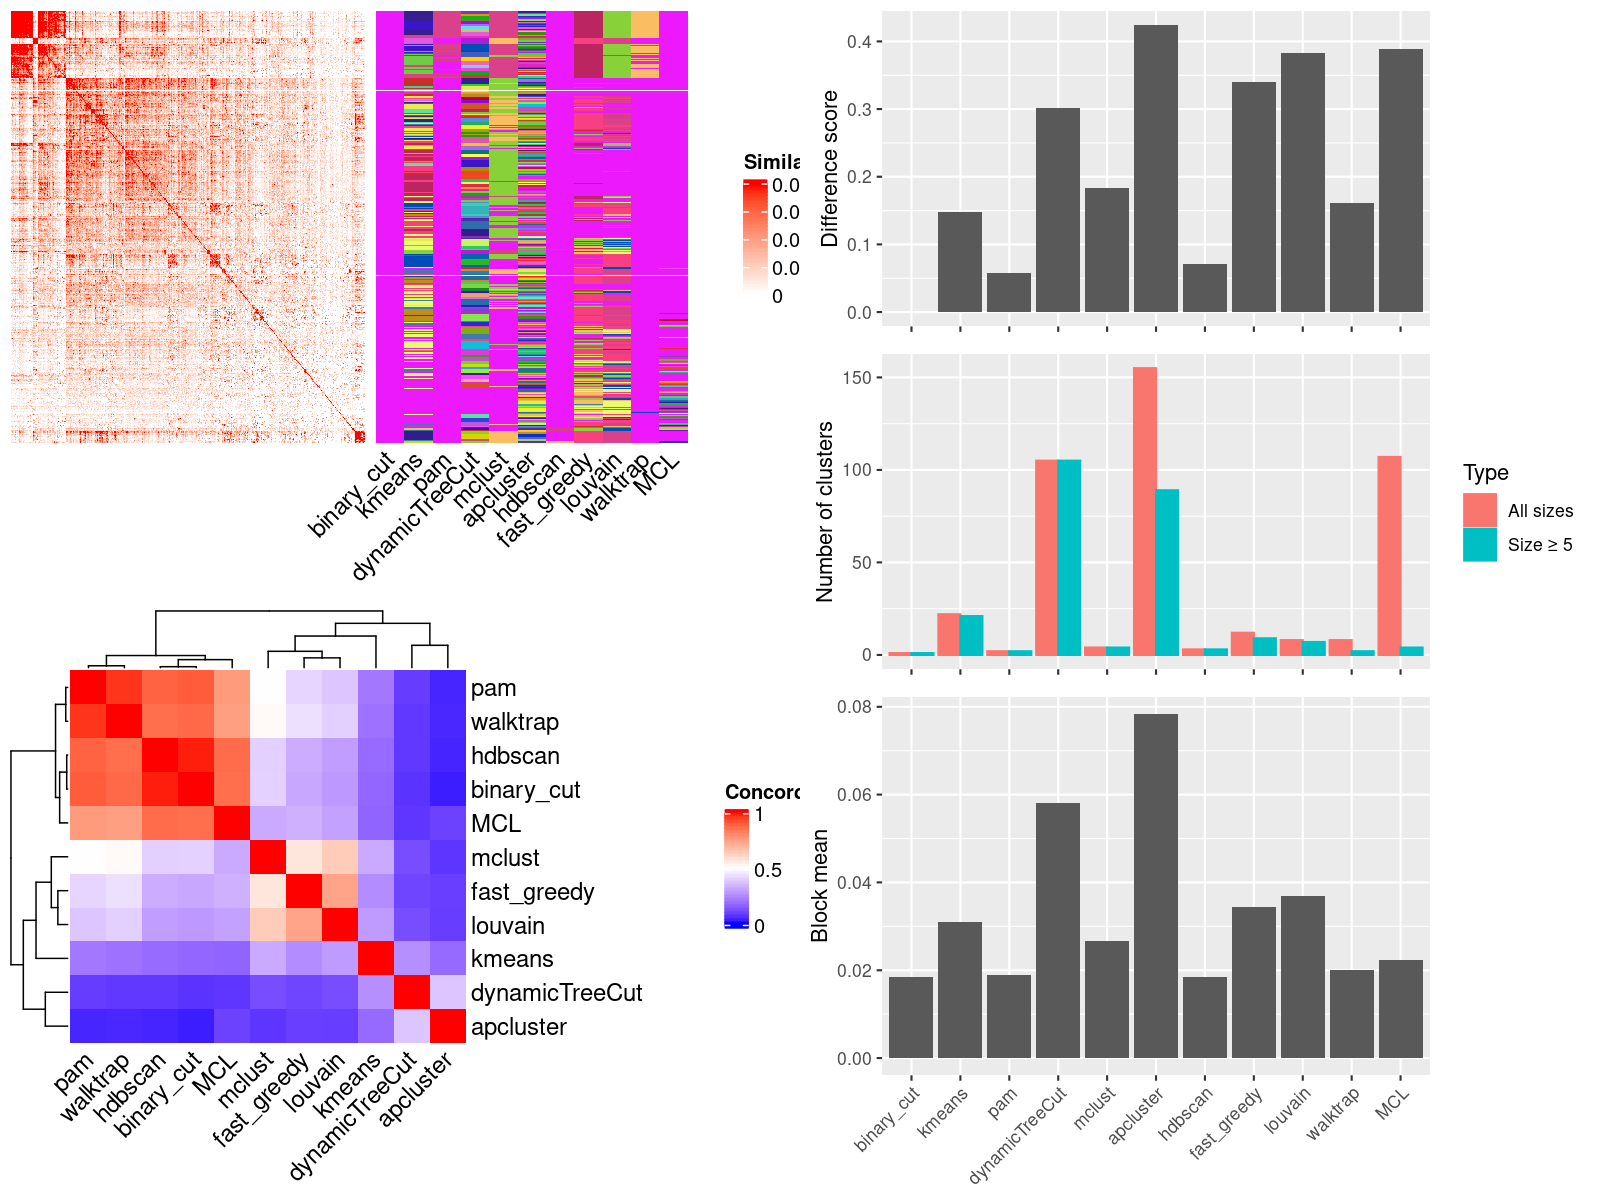 Simila
0.0
0.0
0.0
0.0
0
binary_cut
kmeans
pam
dynamicTreeCut
mclust
apcluster
hdbscan
fast_greedy
louvain
walktrap
MCL
pam
walktrap
hdbscan
binary_cut
MCL
mclust
fast_greedy
louvain
kmeans
dynamicTreeCut
apcluster
pam
walktrap
hdbscan
binary_cut
MCL
mclust
fast_greedy
louvain
kmeans
dynamicTreeCut
apcluster
Concord
1
0.5
0
Difference score
0.4
0.3
0.2
0.1
0.0
Number of clusters
150
100
50
0
Type
All sizes
Size ≥ 5
Block mean
0.08
0.06
0.04
0.02
0.00
binary_cut
kmeans
pam
dynamicTreeCut
mclust
apcluster
hdbscan
fast_greedy
louvain
walktrap
MCL